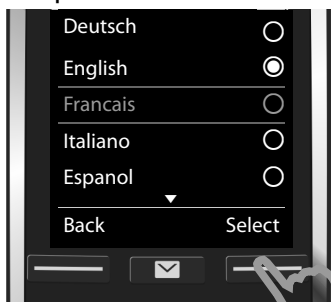 Deutsch
English
Francais
Italiano
Espanol
Back Select